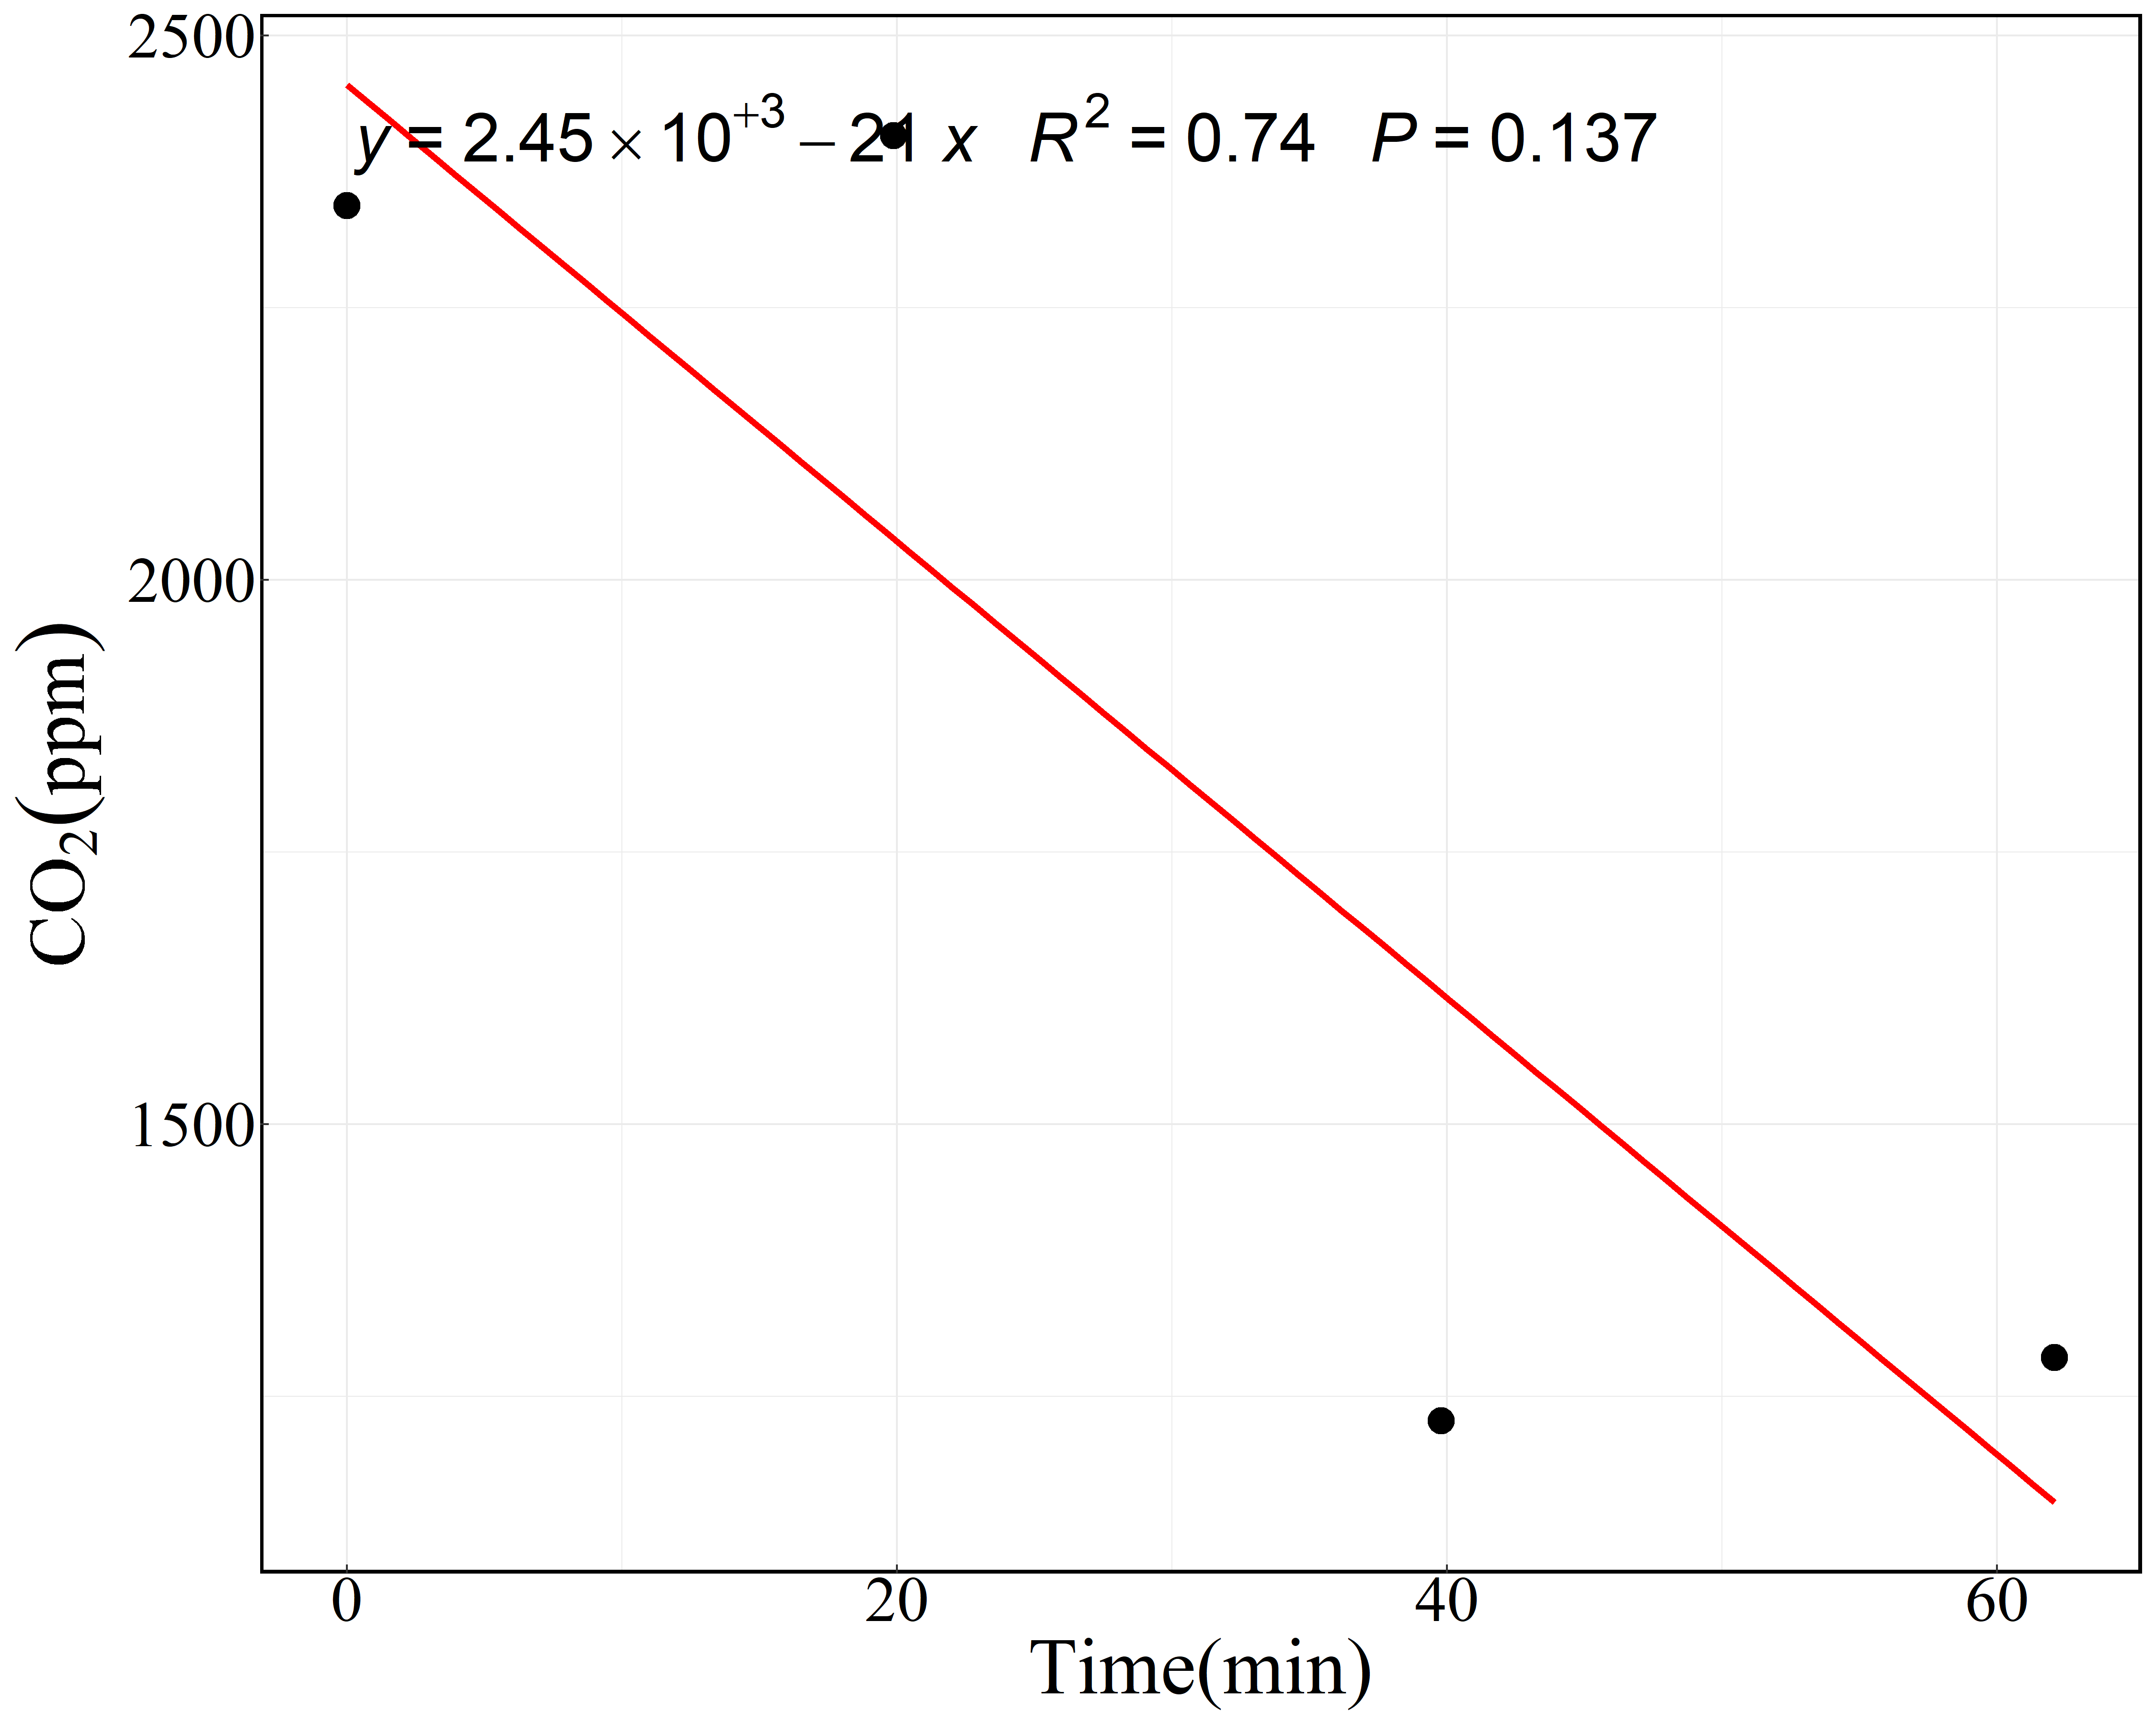 2500
y = 2.45 × 10⁺³ − 21 x R² = 0.74 P = 0.137
2000
CO₂(ppm)
1500
0 20 40 60
Time(min)